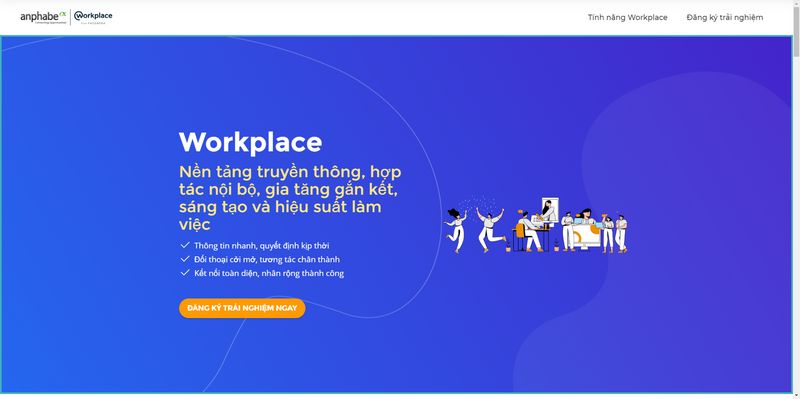 anphabe
Workplace
Tính năng Workplace
Đăng ký trải nghiệm
Workplace
Nền tảng truyền thông, hợp
tác nội bộ, gia tăng gắn kết,
sáng tạo và hiệu suất làm
việc
Thông tin nhanh, quyết định kịp thời
Đối thoại cởi mở, tương tác chân thành
Kết nối toàn diện, nhân rộng thành công
ĐĂNG KÝ TRẢI NGHIỆM NGAY